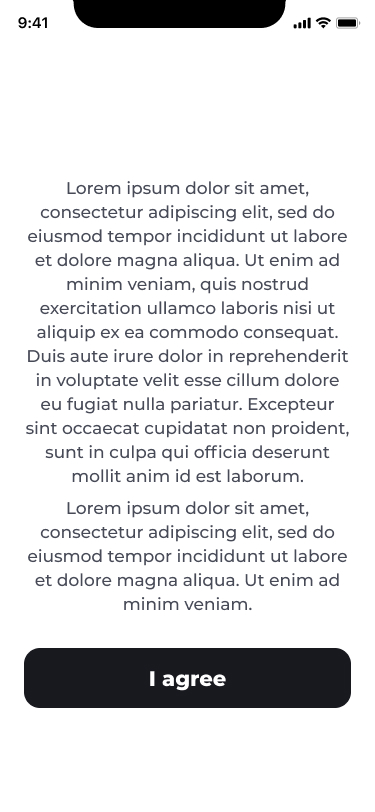 9:41
Lorem ipsum dolor sit amet,
consectetur adipiscing elit, sed do
eiusmod tempor incididunt ut labore
et dolore magna aliqua. Ut enim ad
minim veniam, quis nostrud
exercitation ullamco laboris nisi ut
aliquip ex ea commodo consequat.
Duis aute irure dolor in reprehenderit
in voluptate velit esse cillum dolore
eu fugiat nulla pariatur. Excepteur
sint occaecat cupidatat non proident,
sunt in culpa qui officia deserunt
mollit anim id est laborum.
Lorem ipsum dolor sit amet,
consectetur adipiscing elit, sed do
eiusmod tempor incididunt ut labore
et dolore magna aliqua. Ut enim ad
minim veniam.
I agree